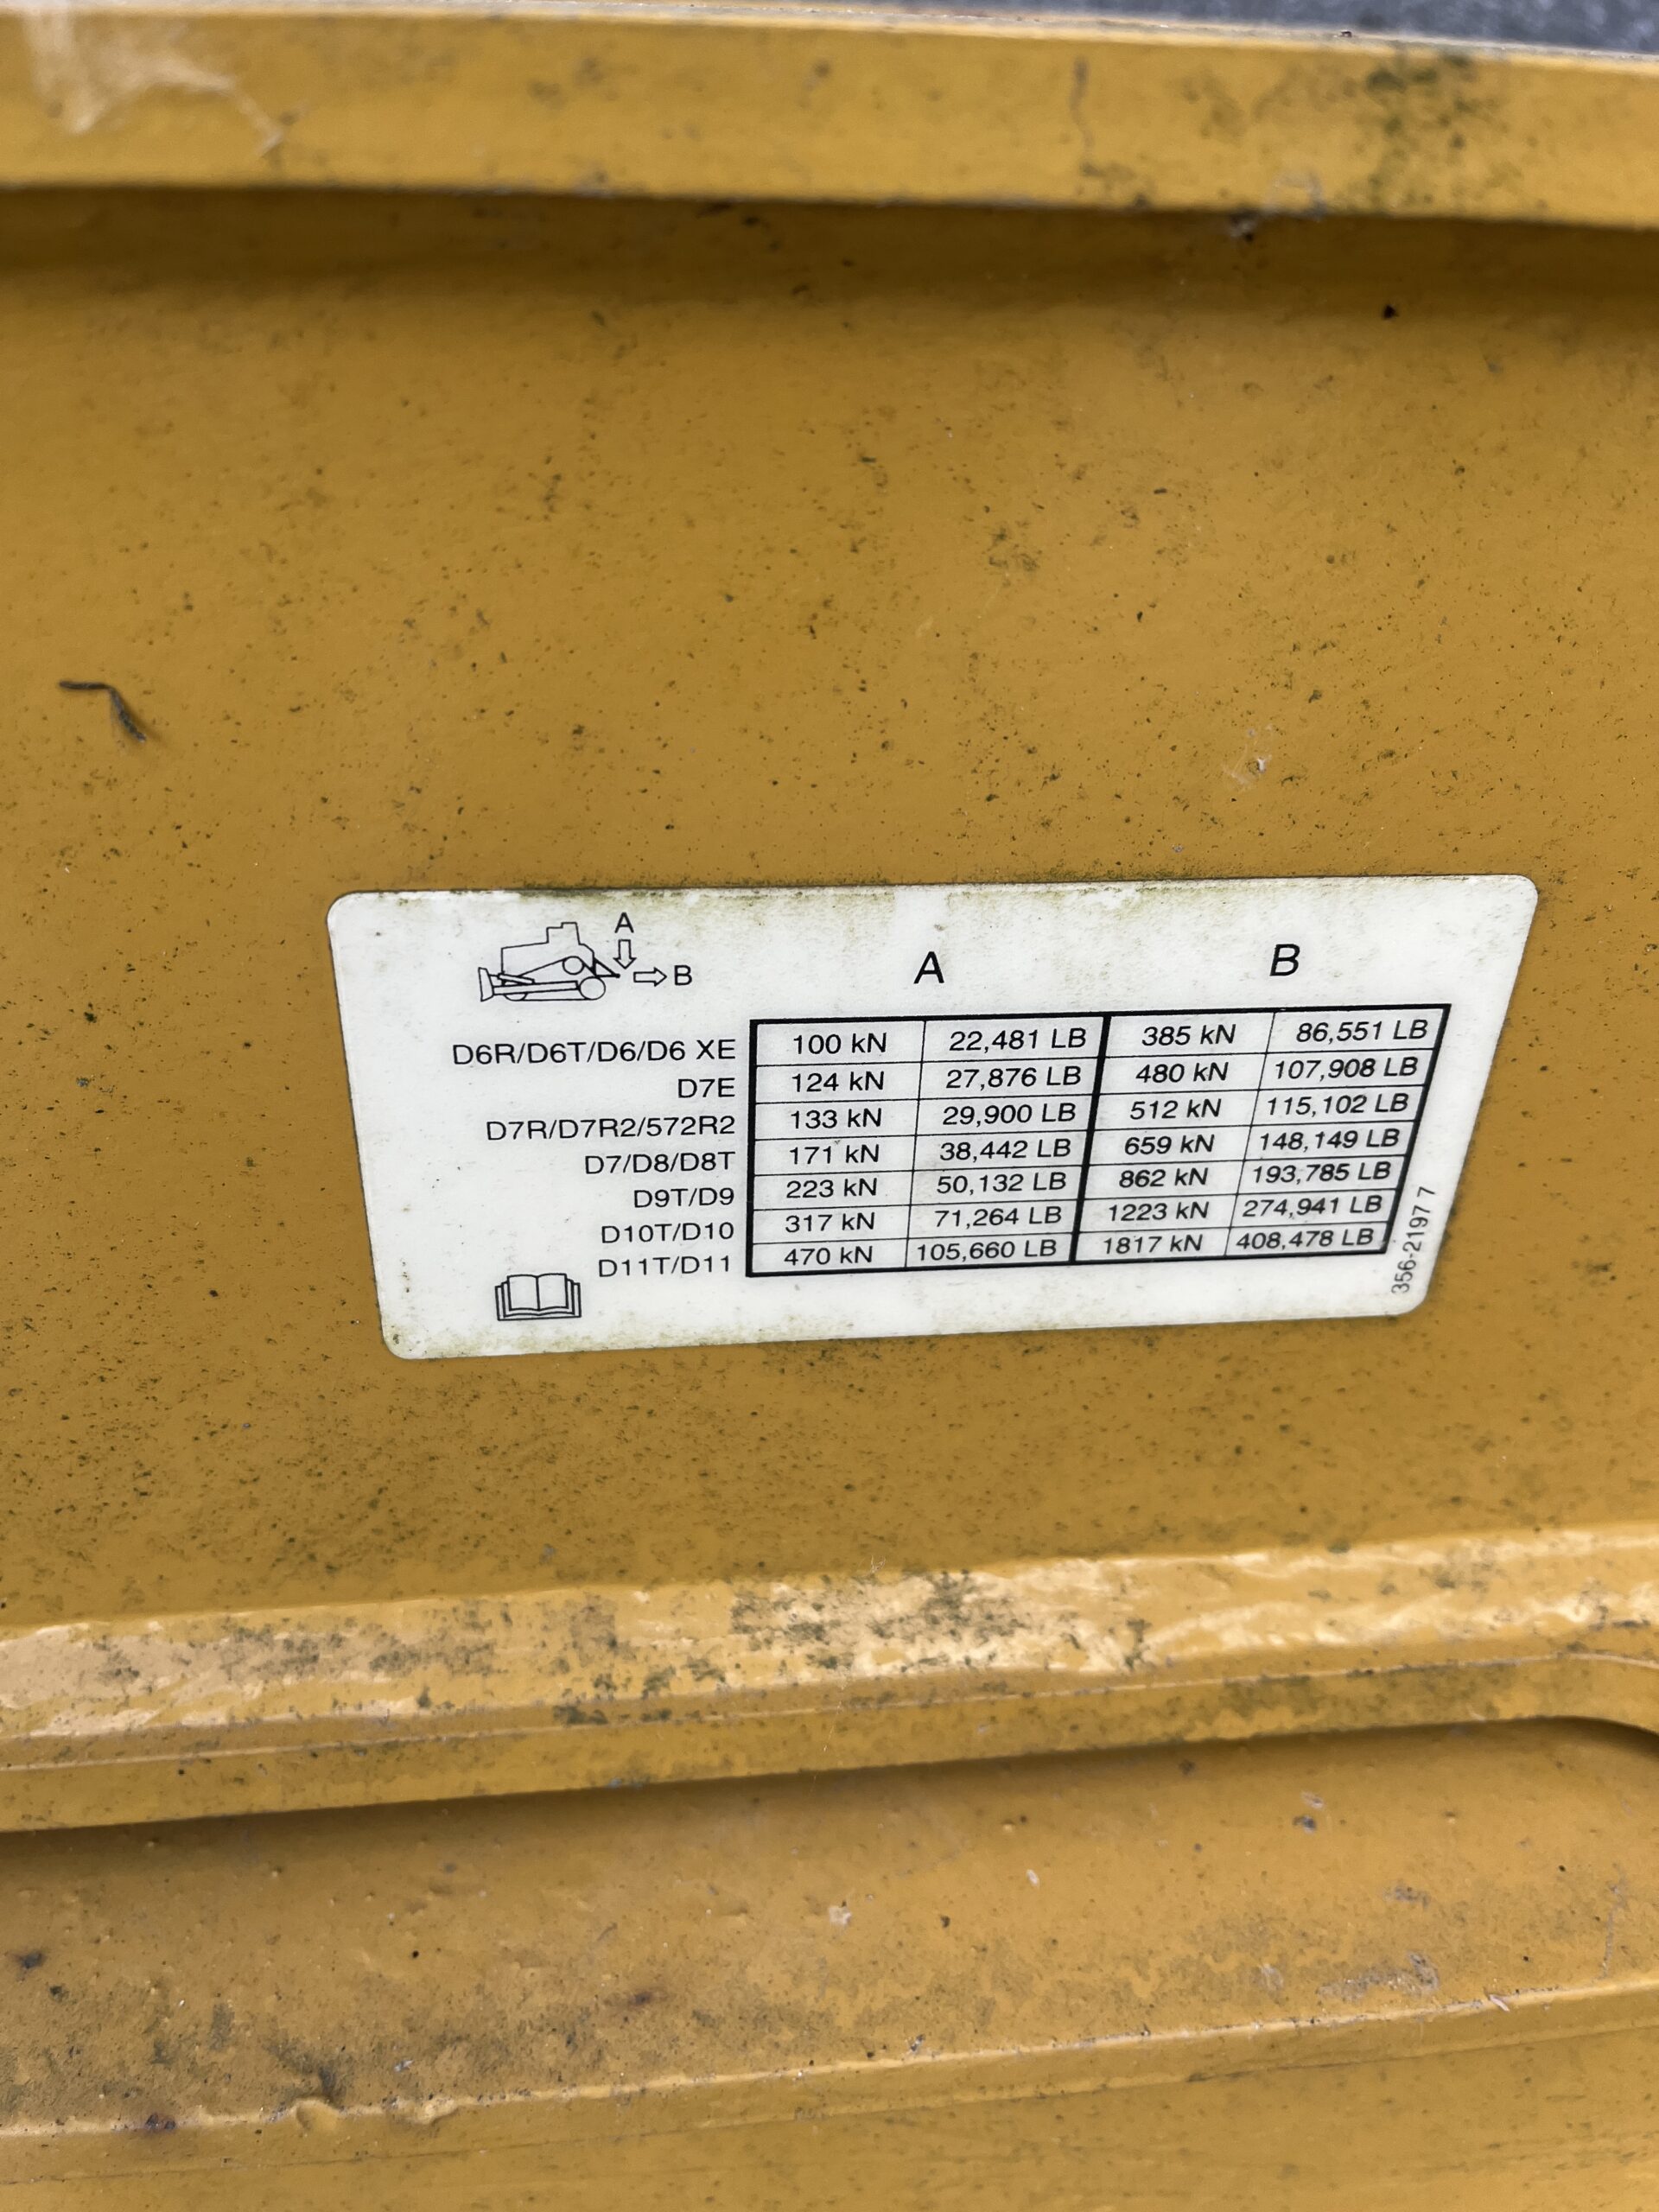 A
B
A B
D6R/D6T/D6/D6 XE 100 kN 22,481 LB 385 kN 86,551 LB
D7E 124 kN 27,876 LB 480 kN 107,908 LB
D7R/D7R2/572R2 133 kN 29,900 LB 512 kN 115,102 LB
D7/D8/D8T 171 kN 38,442 LB 659 kN 148,149 LB
D9T/D9 223 kN 50,132 LB 862 kN 193,785 LB
D10T/D10 317 kN 71,264 LB 1223 kN 274,941 LB
D11T/D11 470 kN 105,660 LB 1817 kN 408,478 LB
356-2197 7